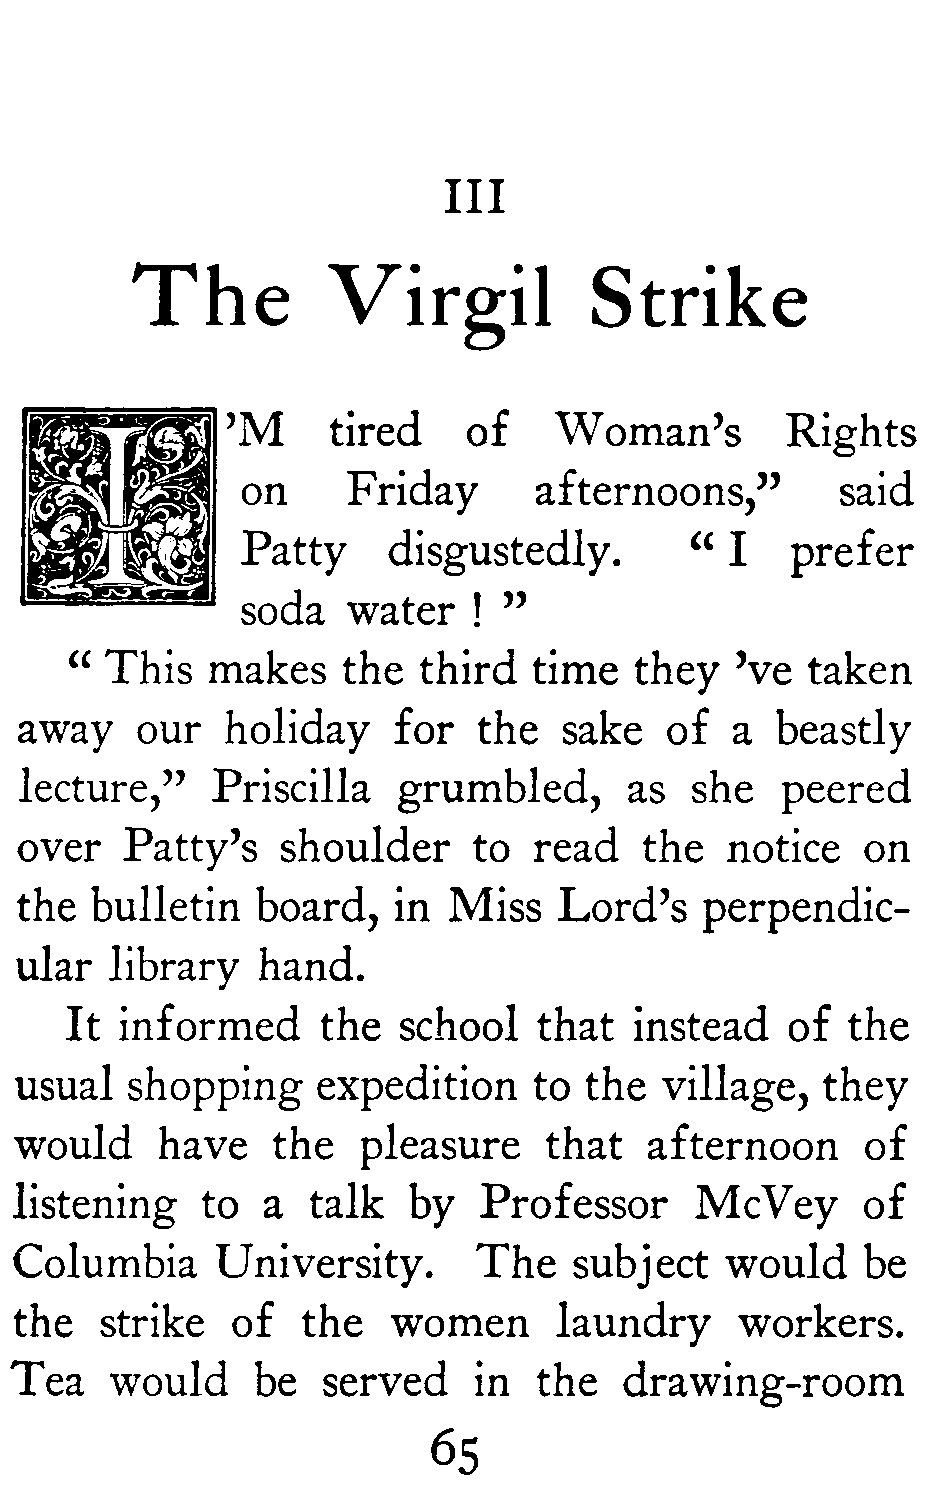 III
The Virgil Strike
I'M tired of Woman's Rights
on Friday afternoons," said
Patty disgustedly. "I prefer
soda water!"
"This makes the third time they 've taken
away our holiday for the sake of a beastly
lecture," Priscilla grumbled, as she peered
over Patty's shoulder to read the notice on
the bulletin board, in Miss Lord's perpendic-
ular library hand.
It informed the school that instead of the
usual shopping expedition to the village, they
would have the pleasure that afternoon of
listening to a talk by Professor McVey of
Columbia University. The subject would be
the strike of the women laundry workers.
Tea would be served in the drawing-room
65